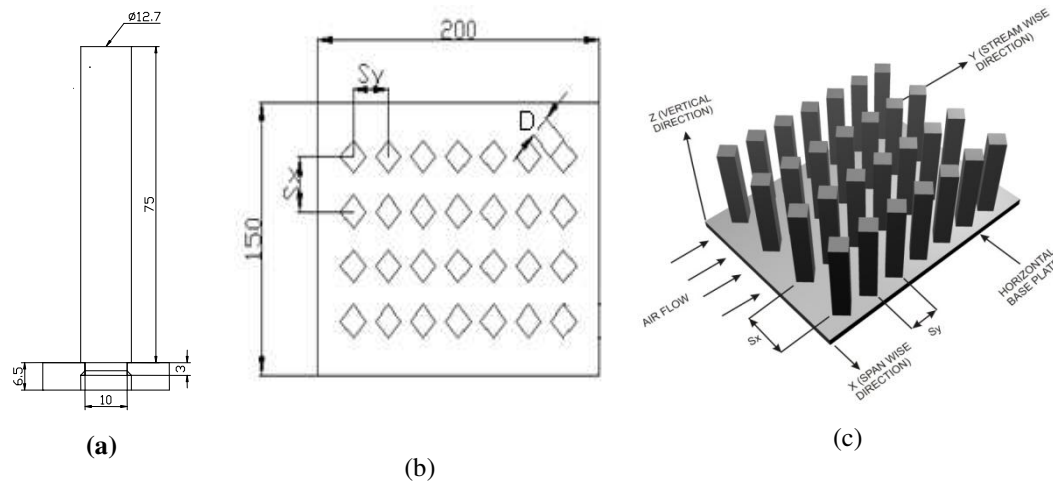 ø12.7
75
6.5
3
10
(a)
200
Sy
D
Sx
150
(b)
(c)
Z (VERTICAL
DIRECTION)
Y (STREAM WISE
DIRECTION)
AIR FLOW
Sx
Sy
X (SPAN WISE
DIRECTION)
HORIZONTAL
BASE PLAT